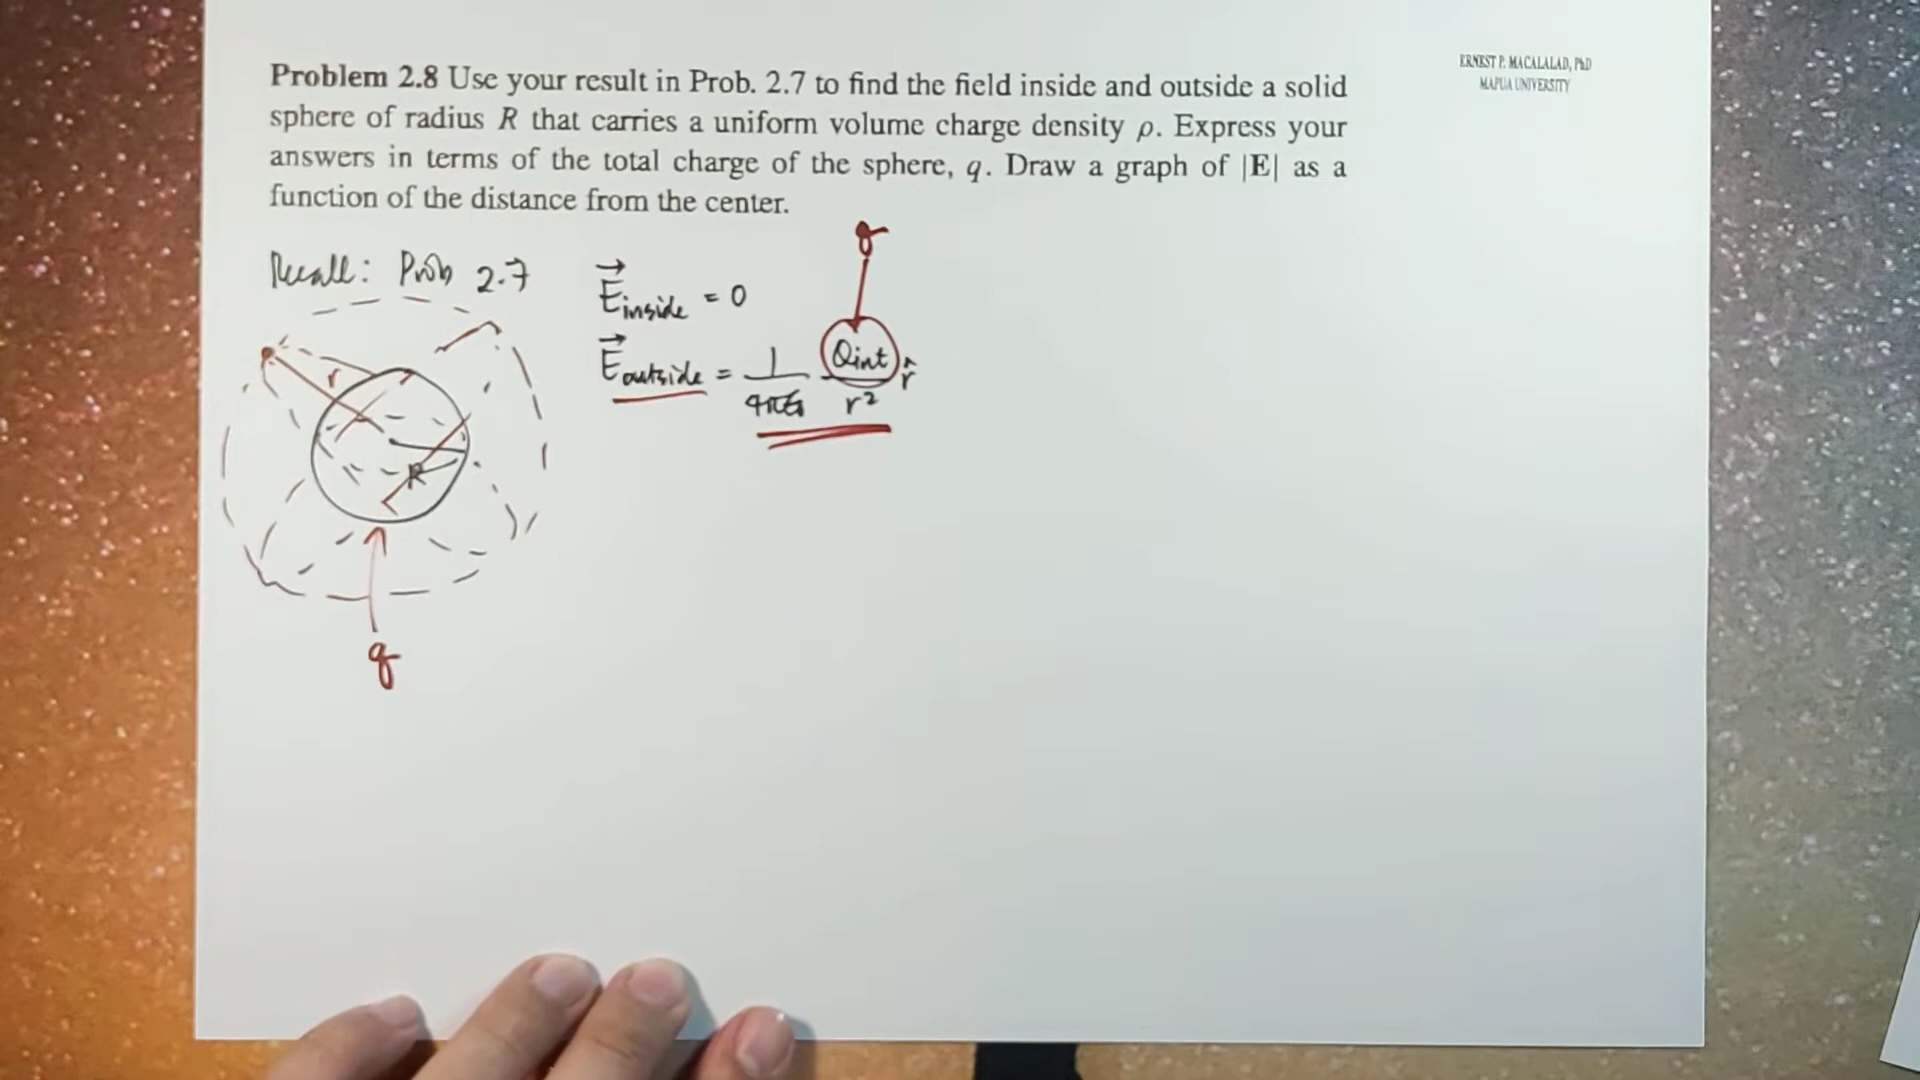 Problem 2.8 Use your result in Prob. 2.7 to find the field inside and outside a solid
sphere of radius R that carries a uniform volume charge density ρ. Express your
answers in terms of the total charge of the sphere, q. Draw a graph of |E| as a
function of the distance from the center.
ERNEST P. MACALALAD, PhD
MAPUA UNIVERSITY
Recall: Prob 2.7
E⃗inside = 0
q
E⃗outside = 1/4πε₀ Qint/r² r̂
r
R
q